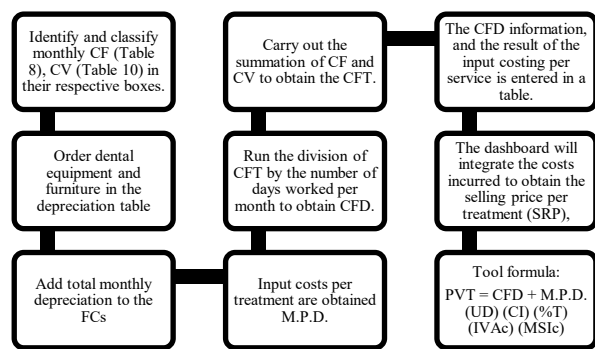 Identify and classify
monthly CF (Table
8), CV (Table 10) in
their respective boxes.
Order dental
equipment and
furniture in the
depreciation table
Add total monthly
depreciation to the
FCs
Input costs per
treatment are obtained
M.P.D.
Run the division of
CFT by the number of
days worked per
month to obtain CFD.
Carry out the
summation of CF and
CV to obtain the CFT.
The CFD information,
and the result of the
input costing per
service is entered in a
table.
The dashboard will
integrate the costs
incurred to obtain the
selling price per
treatment (SRP),
Tool formula:
PVT = CFD + M.P.D.
(UD) (CI) (%T)
(IVAc) (MSIc)